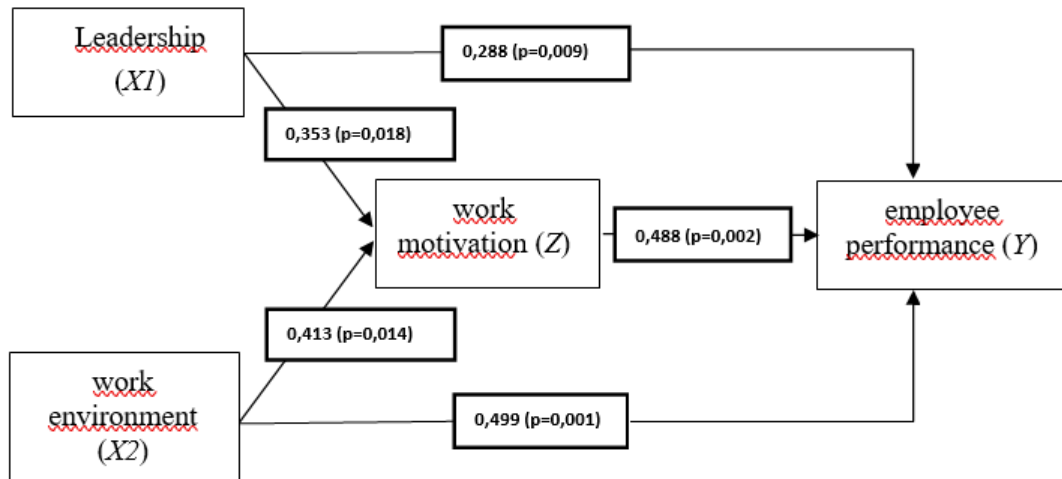 Leadership
(X1)
0,288 (p=0,009)
0,353 (p=0,018)
work
motivation (Z)
0,488 (p=0,002)
employee
performance (Y)
0,413 (p=0,014)
work
environment
(X2)
0,499 (p=0,001)